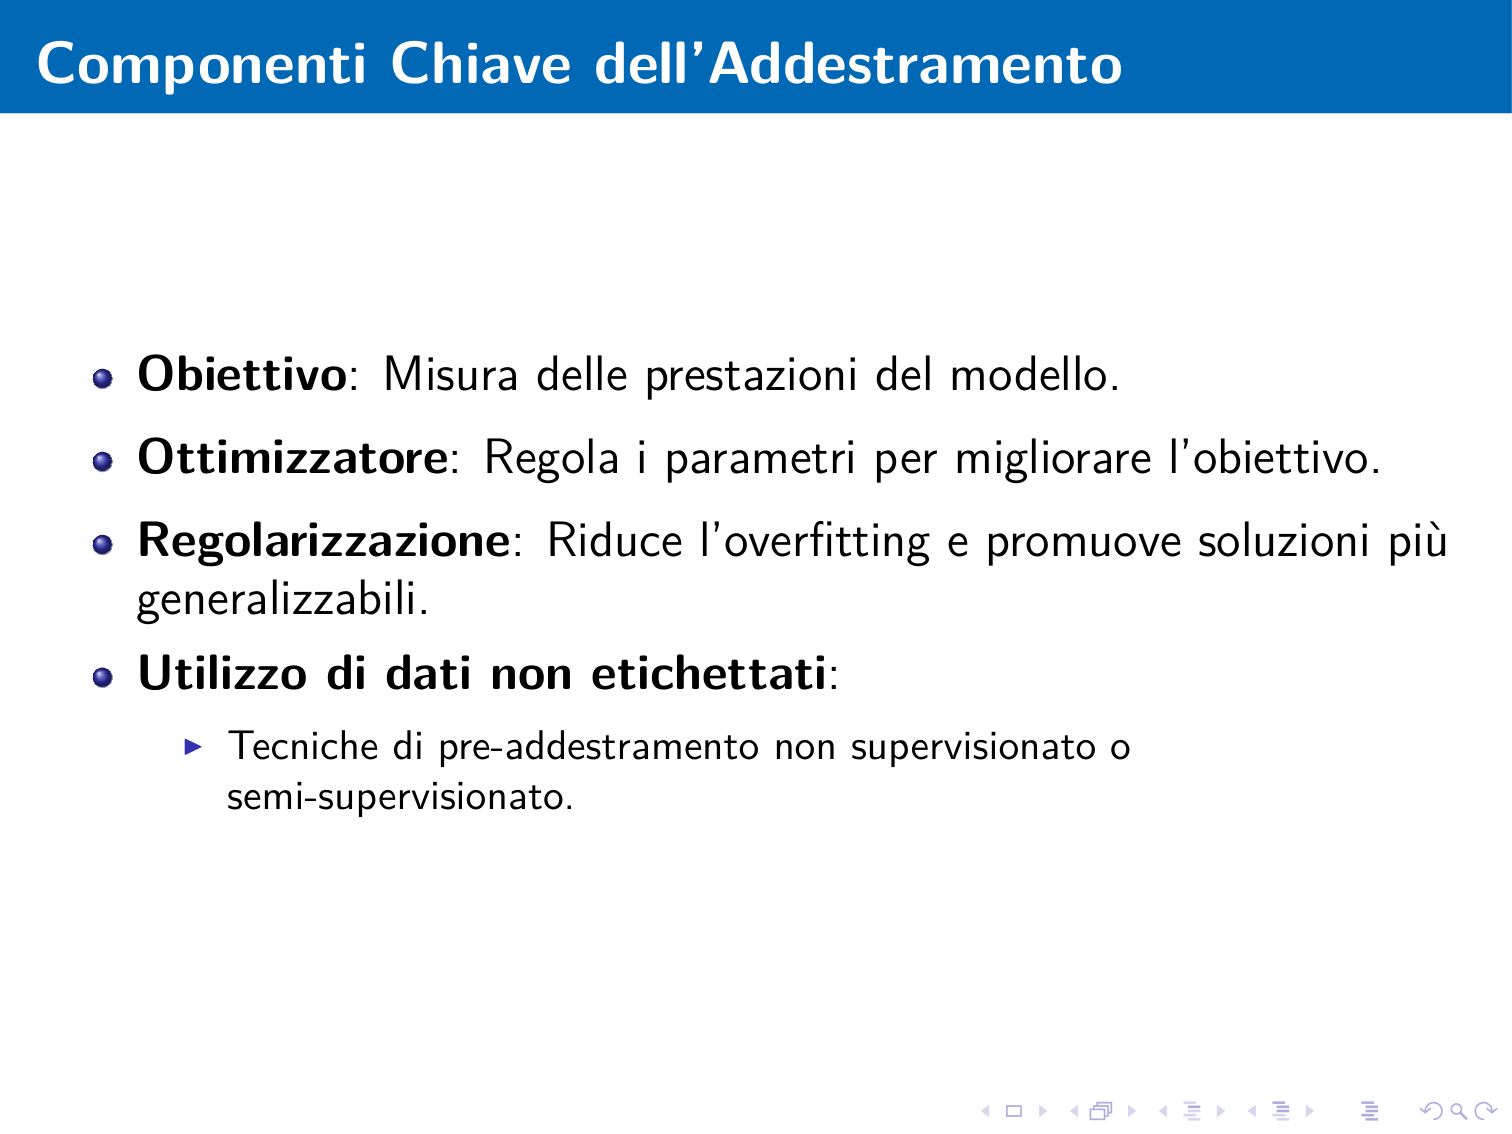 Componenti Chiave dell'Addestramento
Obiettivo: Misura delle prestazioni del modello.
Ottimizzatore: Regola i parametri per migliorare l'obiettivo.
Regolarizzazione: Riduce l'overfitting e promuove soluzioni più
generalizzabili.
Utilizzo di dati non etichettati:
Tecniche di pre-addestramento non supervisionato o
semi-supervisionato.